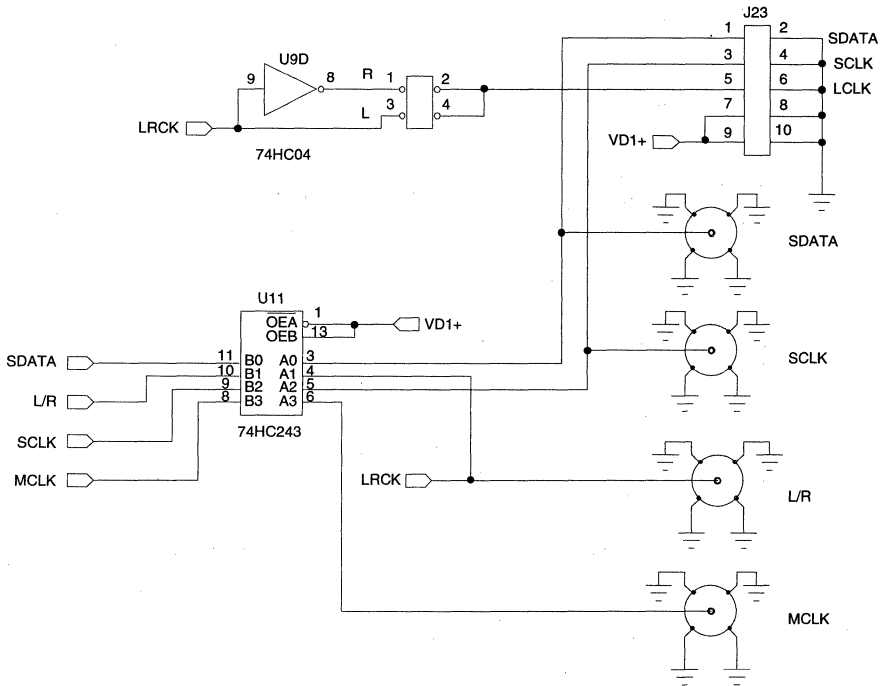 J23
1 2
SDATA
3 4
SCLK
5 6
LCLK
7 8
VD1+ 9 10
U9D
9 8 R 1 2
3 4
L
LRCK
74HC04
SDATA
U11
OEA 1
OEB 13
VD1+
SDATA 11 B0 A0 3
10 B1 A1 4
L/R 9 B2 A2 5
8 B3 A3 6
SCLK
74HC243
SCLK
MCLK
LRCK
L/R
MCLK